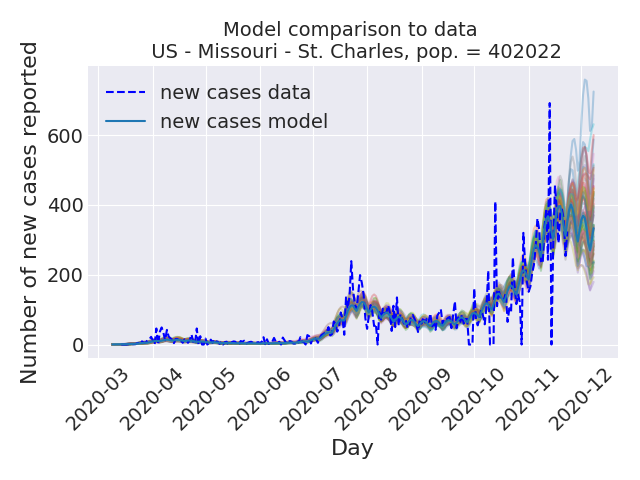 Model comparison to data
US - Missouri - St. Charles, pop. = 402022
Number of new cases reported
new cases data
new cases model
600
400
200
0
2020-03
2020-04
2020-05
2020-06
2020-07
2020-08
2020-09
2020-10
2020-11
2020-12
Day